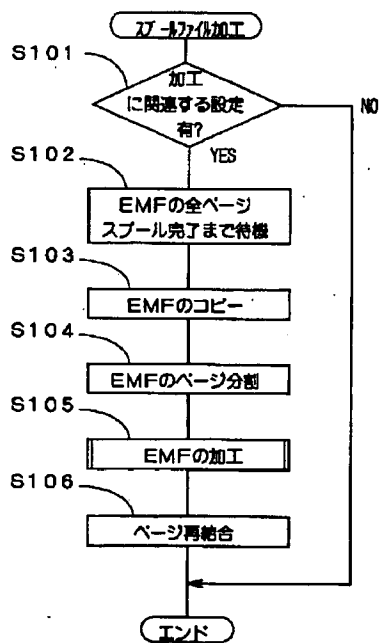 スプールファイル加工
S101
加工
に関連する設定
有?
NO
YES
S102
EMFの全ページ
スプール完了まで待機
S103
EMFのコピー
S104
EMFのページ分割
S105
EMFの加工
S106
ページ再結合
エンド